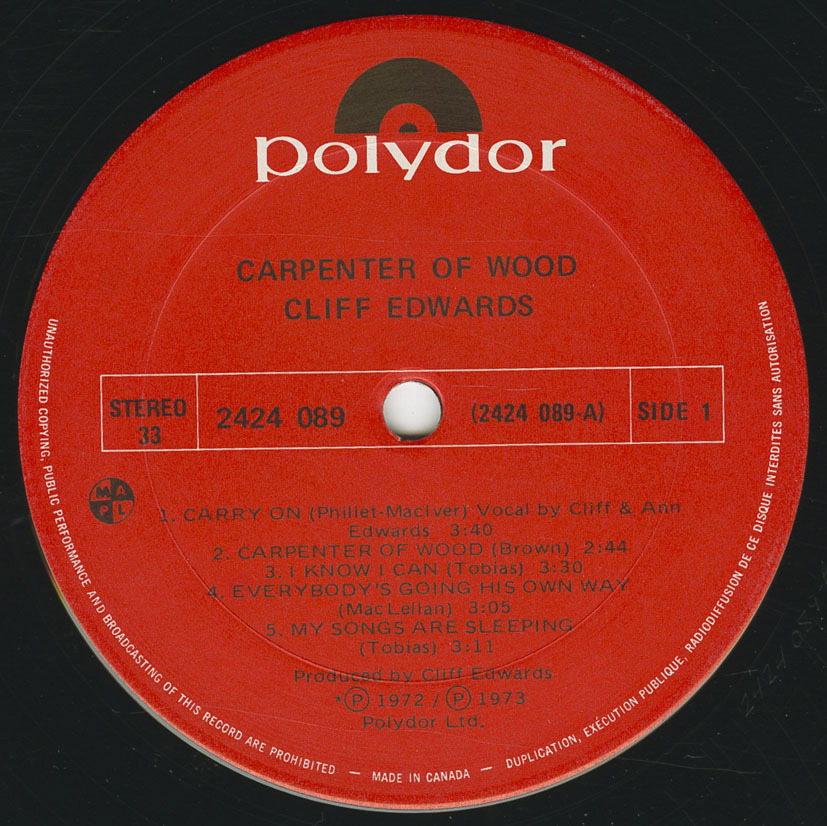 polydor
CARPENTER OF WOOD
CLIFF EDWARDS
STEREO
33
2424 089
(2424 089-A)
SIDE 1
M A
P L
1. CARRY ON (Phillet-MacIver) Vocal by Cliff & Ann
Edwards 3:40
2. CARPENTER OF WOOD (Brown) 2:44
3. I KNOW I CAN (Tobias) 3:30
4. EVERYBODY'S GOING HIS OWN WAY
(MacLellan) 3:05
5. MY SONGS ARE SLEEPING
(Tobias) 3:11
Produced by Cliff Edwards
*Ⓟ 1972 / Ⓟ 1973
Polydor Ltd.
UNAUTHORIZED COPYING, PUBLIC PERFORMANCE AND BROADCASTING OF THIS RECORD ARE PROHIBITED — MADE IN CANADA — DUPLICATION, EXÉCUTION PUBLIQUE, RADIODIFFUSION DE CE DISQUE INTERDITES SANS AUTORISATION